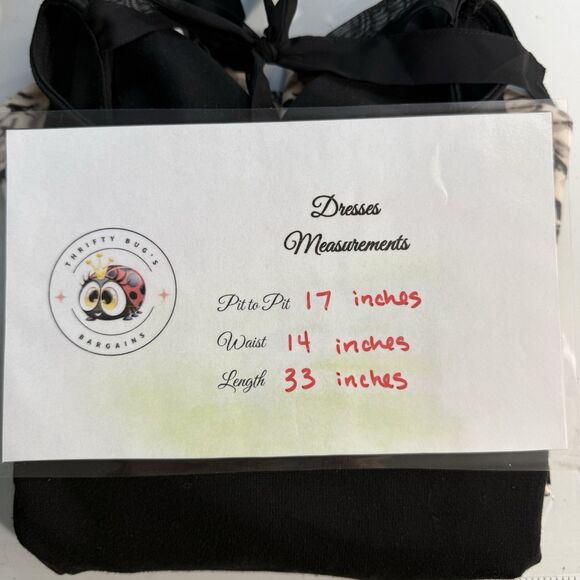 THRIFTY BUG'S
BARGAINS
Dresses
Measurements
Pit to Pit 17 inches
Waist 14 inches
Length 33 inches